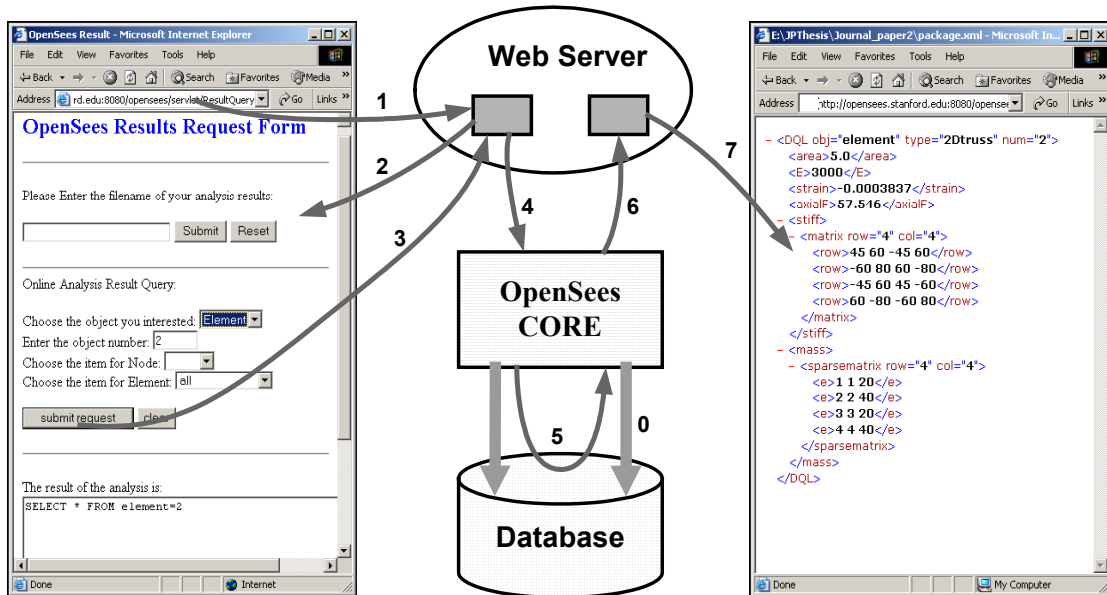 OpenSees Result - Microsoft Internet Explorer
File Edit View Favorites Tools Help
Back Search Favorites Media »
Address rd.edu:8080/opensees/servlet/ResultQuery Go Links »
OpenSees Results Request Form
Please Enter the filename of your analysis results:
Submit Reset
Online Analysis Result Query:
Choose the object you interested: Element
Enter the object number: 2
Choose the item for Node:
Choose the item for Element: all
submit request clear
The result of the analysis is:
SELECT * FROM element=2
Done Internet
Web Server
1
2
3
4
6
7
OpenSees
CORE
5
0
Database
E:\JPThesis\Journal_paper2\package.xml - Microsoft In...
File Edit View Favorites Tools Help
Back Search Favorites Media »
Address http://opensees.stanford.edu:8080/opensee Go Links »
- <DQL obj="element" type="2Dtruss" num="2">
<area>5.0</area>
<E>3000</E>
<strain>-0.0003837</strain>
<axialF>57.546</axialF>
- <stiff>
- <matrix row="4" col="4">
<row>45 60 -45 60</row>
<row>-60 80 60 -80</row>
<row>-45 60 45 -60</row>
<row>60 -80 -60 80</row>
</matrix>
</stiff>
- <mass>
- <sparsematrix row="4" col="4">
<e>1 1 20</e>
<e>2 2 40</e>
<e>3 3 20</e>
<e>4 4 40</e>
</sparsematrix>
</mass>
</DQL>
Done My Computer